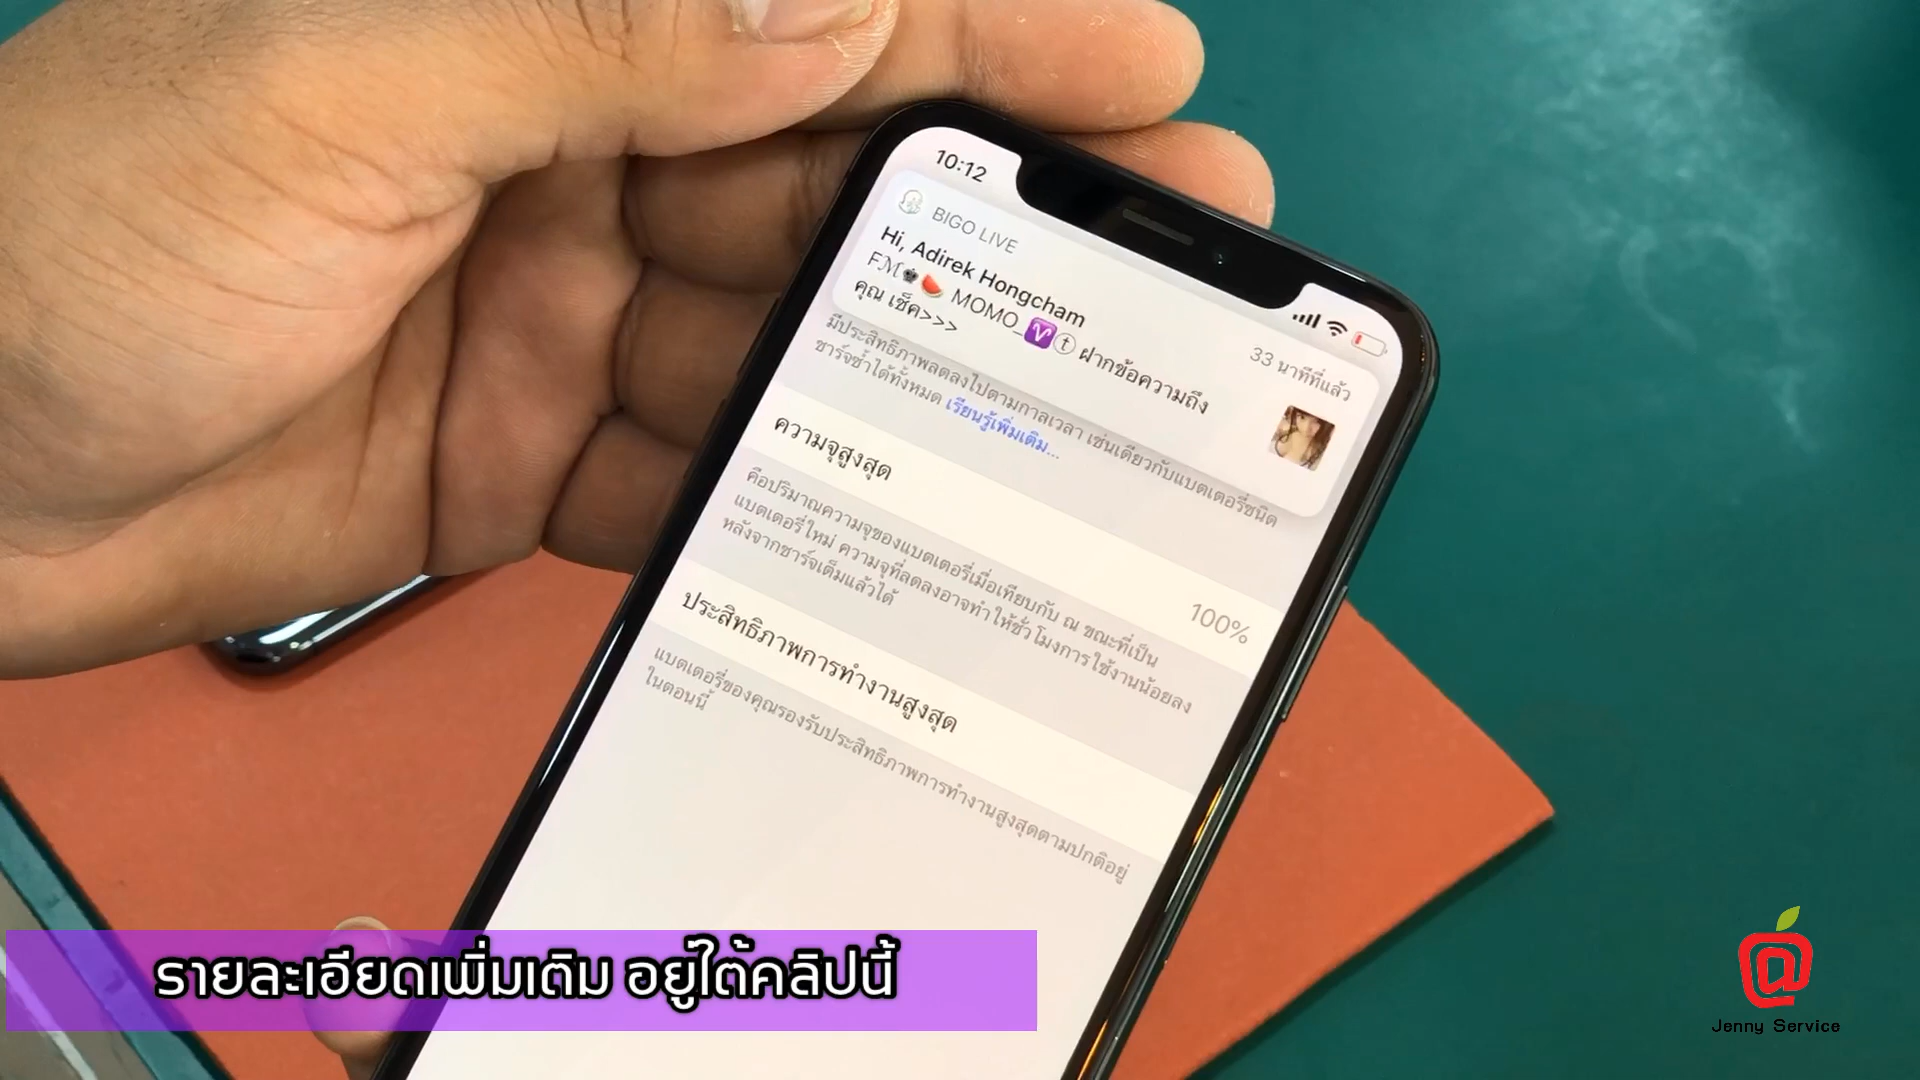 10:12
BIGO LIVE
33 นาทีที่แล้ว
Hi, Adirek Hongcham
Fℳ♚🍉 MOMO_♈ⓣ ฝากข้อความถึง
คุณ เช็ค>>>
มีประสิทธิภาพลดลงไปตามกาลเวลา เช่นเดียวกับแบตเตอรี่ชนิด
ชาร์จซ้ำได้ทั้งหมด เรียนรู้เพิ่มเติม...
ความจุสูงสุด
100%
คือปริมาณความจุของแบตเตอรี่เมื่อเทียบกับ ณ ขณะที่เป็น
แบตเตอรี่ใหม่ ความจุที่ลดลงอาจทำให้ชั่วโมงการใช้งานน้อยลง
หลังจากชาร์จเต็มแล้วได้
ประสิทธิภาพการทำงานสูงสุด
แบตเตอรี่ของคุณรองรับประสิทธิภาพการทำงานสูงสุดตามปกติอยู่
ในตอนนี้
รายละเอียดเพิ่มเติม อยู่ใต้คลิปนี้
Jenny Service